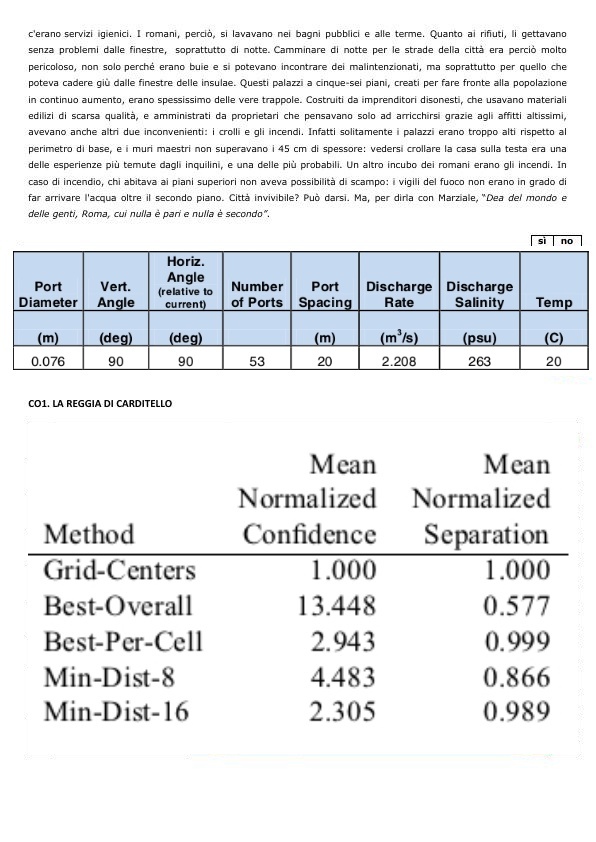 c'erano servizi igienici. I romani, perciò, si lavavano nei bagni pubblici e alle terme. Quanto ai rifiuti, li gettavano
senza problemi dalle finestre, soprattutto di notte. Camminare di notte per le strade della città era perciò molto
pericoloso, non solo perché erano buie e si potevano incontrare dei malintenzionati, ma soprattutto per quello che
poteva cadere giù dalle finestre delle insulae. Questi palazzi a cinque-sei piani, creati per fare fronte alla popolazione
in continuo aumento, erano spessissimo delle vere trappole. Costruiti da imprenditori disonesti, che usavano materiali
edilizi di scarsa qualità, e amministrati da proprietari che pensavano solo ad arricchirsi grazie agli affitti altissimi,
avevano anche altri due inconvenienti: i crolli e gli incendi. Infatti solitamente i palazzi erano troppo alti rispetto al
perimetro di base, e i muri maestri non superavano i 45 cm di spessore: vedersi crollare la casa sulla testa era una
delle esperienze più temute dagli inquilini, e una delle più probabili. Un altro incubo dei romani erano gli incendi. In
caso di incendio, chi abitava ai piani superiori non aveva possibilità di scampo: i vigili del fuoco non erano in grado di
far arrivare l'acqua oltre il secondo piano. Città invivibile? Può darsi. Ma, per dirla con Marziale, "Dea del mondo e
delle genti, Roma, cui nulla è pari e nulla è secondo".
sì no
Port Diameter Vert. Angle Horiz. Angle (relative to current) Number of Ports Port Spacing Discharge Rate Discharge Salinity Temp
(m) (deg) (deg) (m³/s) (psu) (C)
0.076 90 90 53 20 2.208 263 20
CO1. LA REGGIA DI CARDITELLO
Mean Mean
Normalized Normalized
Method Confidence Separation
Grid-Centers 1.000 1.000
Best-Overall 13.448 0.577
Best-Per-Cell 2.943 0.999
Min-Dist-8 4.483 0.866
Min-Dist-16 2.305 0.989